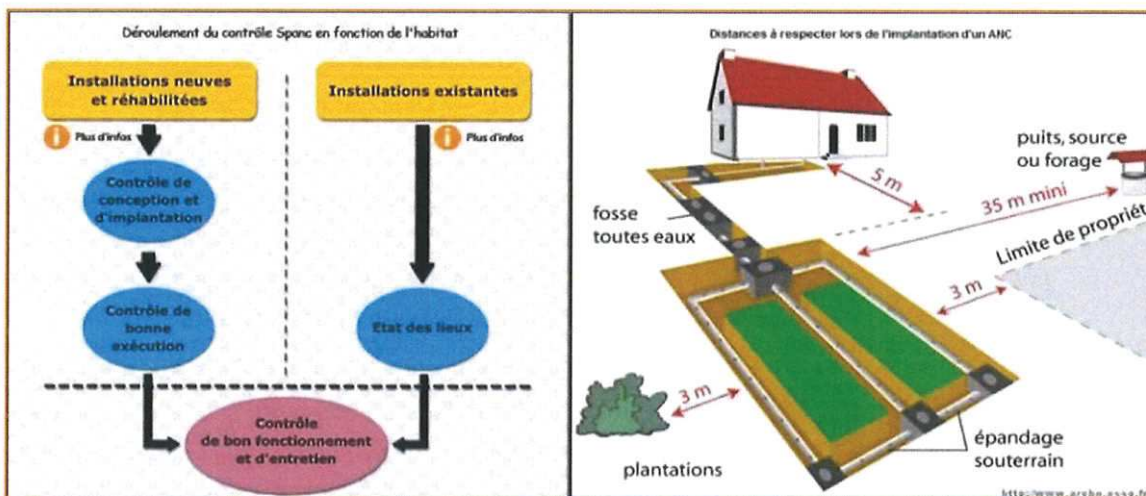 Déroulement du contrôle Spanc en fonction de l'habitat
Installations neuves
et réhabilitées
Plus d'infos
Contrôle de
conception et
d'implantation
Contrôle de
bonne
exécution
Installations existantes
Plus d'infos
Etat des lieux
Contrôle
de bon fonctionnement
et d'entretien
Distances à respecter lors de l'implantation d'un ANC
puits, source
ou forage
5 m
35 m mini
fosse
toutes eaux
Limite de propriét
3 m
3 m
plantations
épandage
souterrain